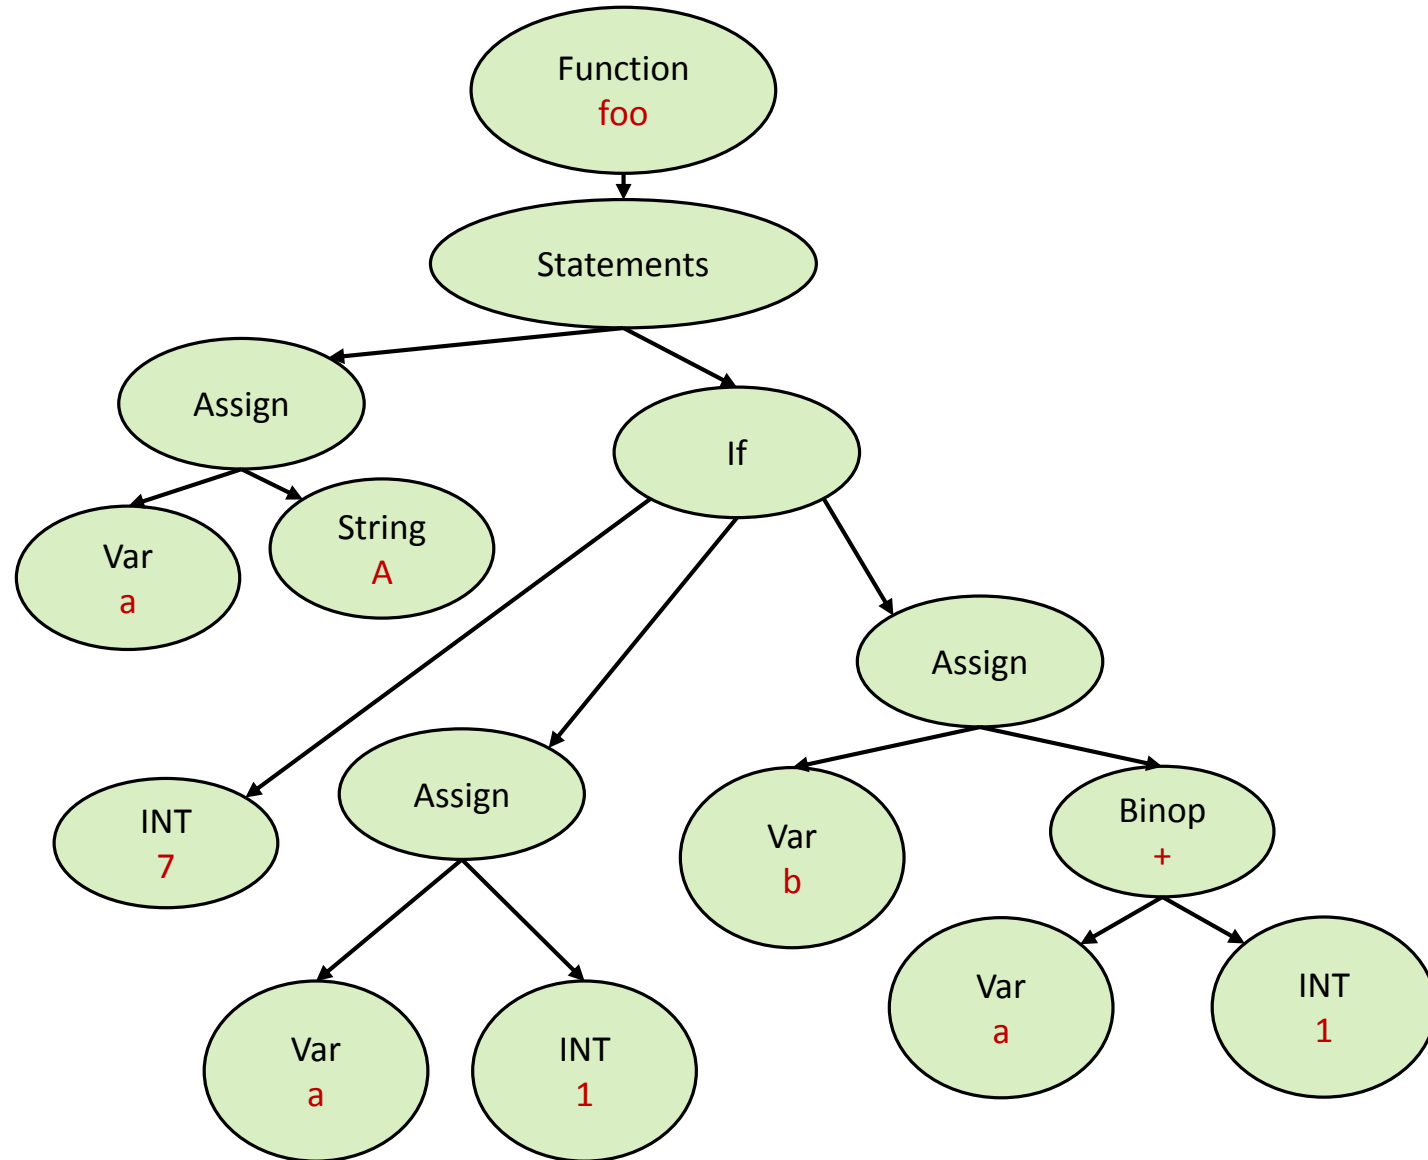 Function
foo
Statements
Assign
If
Var
a
String
A
Assign
INT
7
Assign
Var
b
Binop
+
Var
a
INT
1
Var
a
INT
1